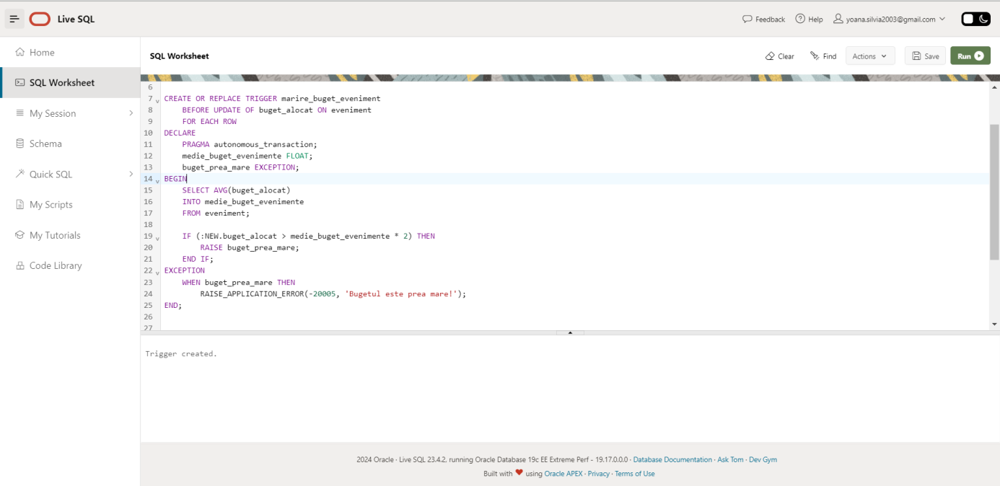 Live SQL
Feedback
Help
yoana.silvia2003@gmail.com
Home
SQL Worksheet
My Session
Schema
Quick SQL
My Scripts
My Tutorials
Code Library
SQL Worksheet
Clear
Find
Actions
Save
Run
6
7 CREATE OR REPLACE TRIGGER marire_buget_eveniment
8 BEFORE UPDATE OF buget_alocat ON eveniment
9 FOR EACH ROW
10 DECLARE
11 PRAGMA autonomous_transaction;
12 medie_buget_evenimente FLOAT;
13 buget_prea_mare EXCEPTION;
14 BEGIN
15 SELECT AVG(buget_alocat)
16 INTO medie_buget_evenimente
17 FROM eveniment;
18
19 IF (:NEW.buget_alocat > medie_buget_evenimente * 2) THEN
20 RAISE buget_prea_mare;
21 END IF;
22 EXCEPTION
23 WHEN buget_prea_mare THEN
24 RAISE_APPLICATION_ERROR(-20005, 'Bugetul este prea mare!');
25 END;
26
27
Trigger created.
2024 Oracle · Live SQL 23.4.2, running Oracle Database 19c EE Extreme Perf - 19.17.0.0.0 · Database Documentation · Ask Tom · Dev Gym
Built with ❤ using Oracle APEX · Privacy · Terms of Use